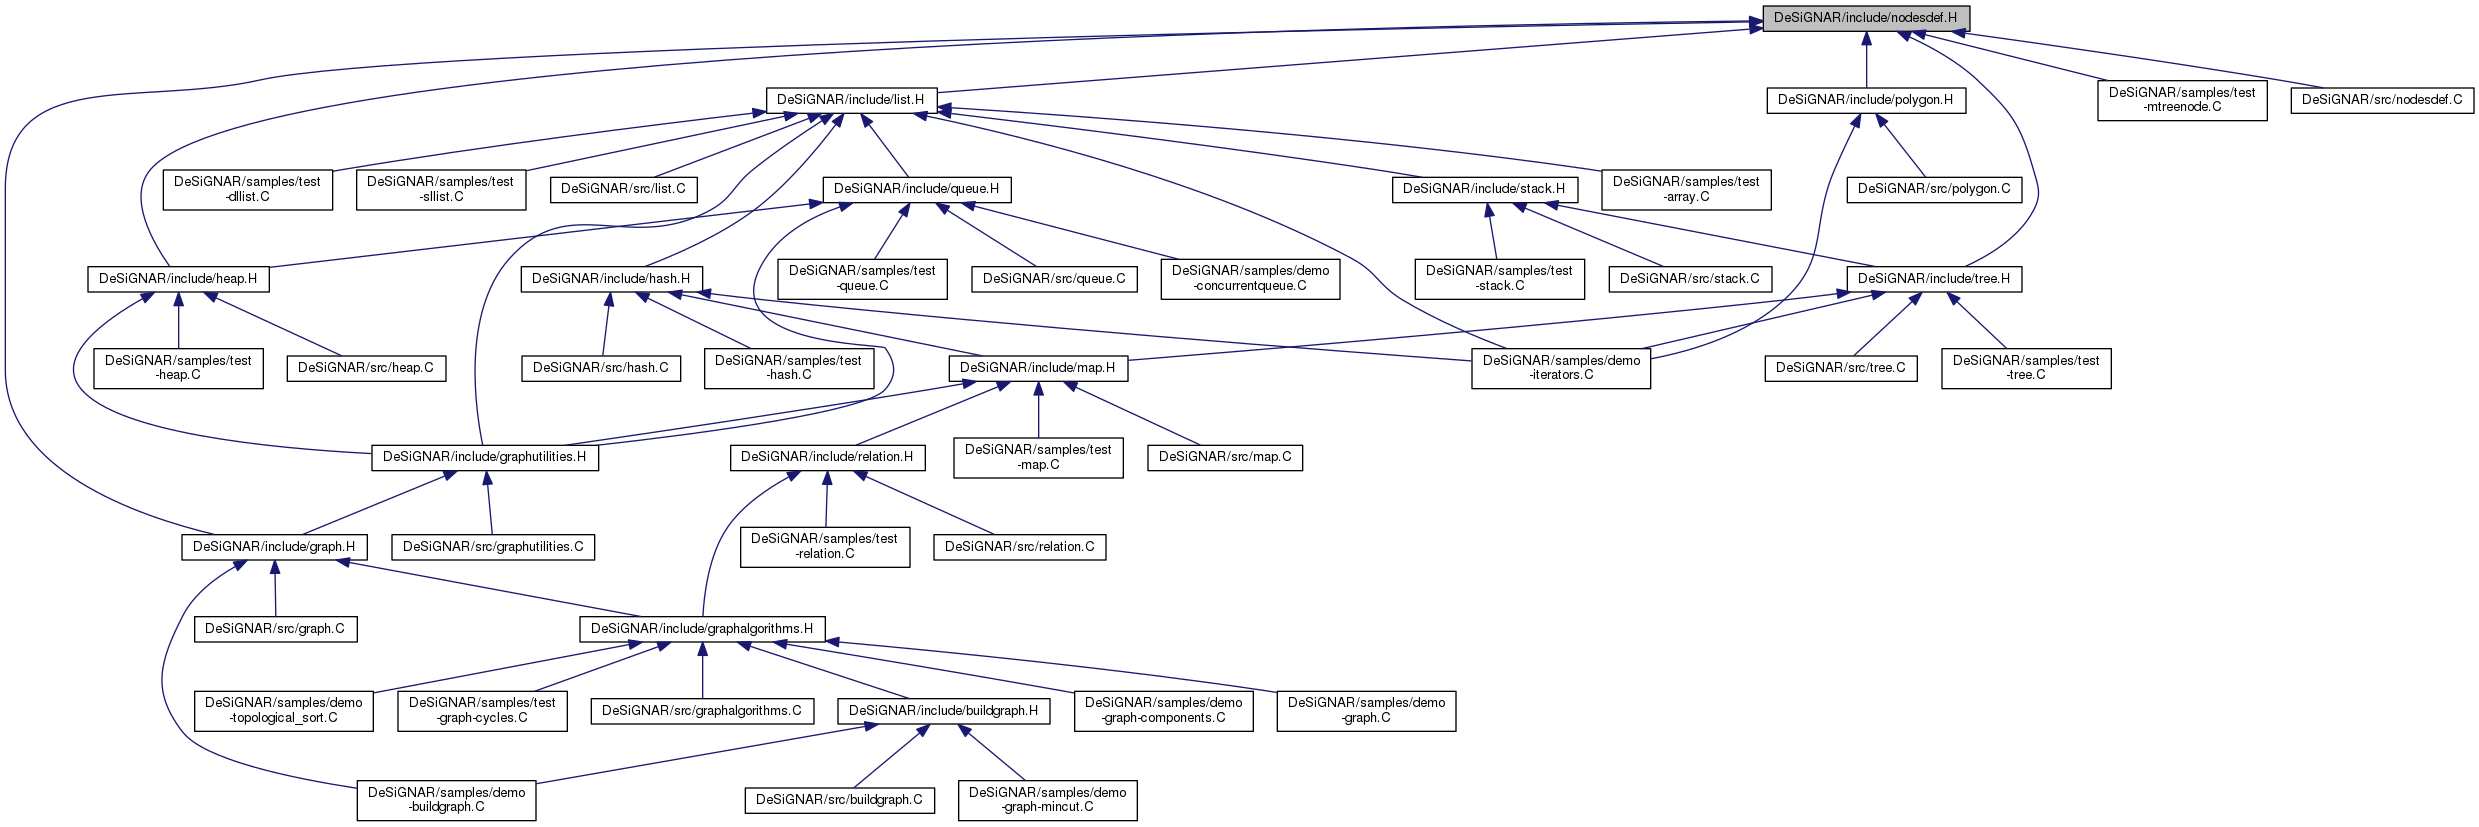 DeSiGNAR/include/nodesdef.H
DeSiGNAR/include/list.H
DeSiGNAR/include/polygon.H
DeSiGNAR/samples/test
-mtreenode.C
DeSiGNAR/src/nodesdef.C
DeSiGNAR/samples/test
-dllist.C
DeSiGNAR/samples/test
-sllist.C
DeSiGNAR/src/list.C
DeSiGNAR/include/queue.H
DeSiGNAR/include/stack.H
DeSiGNAR/samples/test
-array.C
DeSiGNAR/src/polygon.C
DeSiGNAR/include/heap.H
DeSiGNAR/include/hash.H
DeSiGNAR/samples/test
-queue.C
DeSiGNAR/src/queue.C
DeSiGNAR/samples/demo
-concurrentqueue.C
DeSiGNAR/samples/test
-stack.C
DeSiGNAR/src/stack.C
DeSiGNAR/include/tree.H
DeSiGNAR/samples/test
-heap.C
DeSiGNAR/src/heap.C
DeSiGNAR/src/hash.C
DeSiGNAR/samples/test
-hash.C
DeSiGNAR/include/map.H
DeSiGNAR/samples/demo
-iterators.C
DeSiGNAR/src/tree.C
DeSiGNAR/samples/test
-tree.C
DeSiGNAR/include/graphutilities.H
DeSiGNAR/include/relation.H
DeSiGNAR/samples/test
-map.C
DeSiGNAR/src/map.C
DeSiGNAR/include/graph.H
DeSiGNAR/src/graphutilities.C
DeSiGNAR/samples/test
-relation.C
DeSiGNAR/src/relation.C
DeSiGNAR/src/graph.C
DeSiGNAR/include/graphalgorithms.H
DeSiGNAR/samples/demo
-topological_sort.C
DeSiGNAR/samples/test
-graph-cycles.C
DeSiGNAR/src/graphalgorithms.C
DeSiGNAR/include/buildgraph.H
DeSiGNAR/samples/demo
-graph-components.C
DeSiGNAR/samples/demo
-graph.C
DeSiGNAR/samples/demo
-buildgraph.C
DeSiGNAR/src/buildgraph.C
DeSiGNAR/samples/demo
-graph-mincut.C